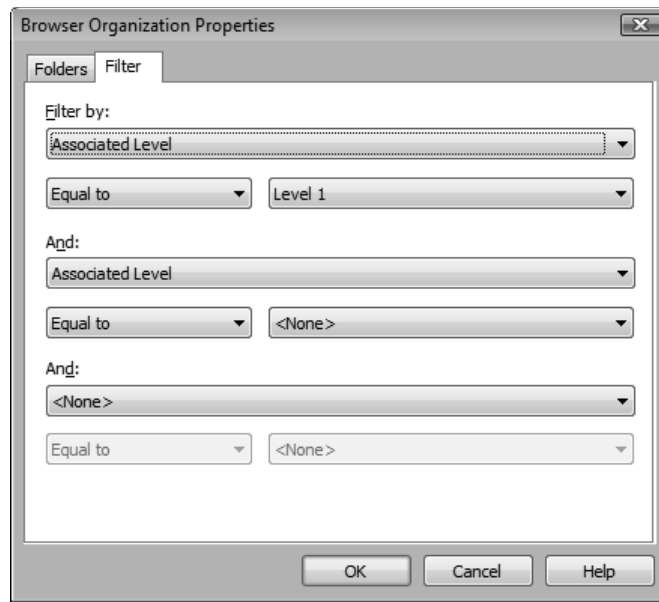 Browser Organization Properties
Folders Filter
Filter by:
Associated Level
Equal to Level 1
And:
Associated Level
Equal to <None>
And:
<None>
Equal to <None>
OK Cancel Help